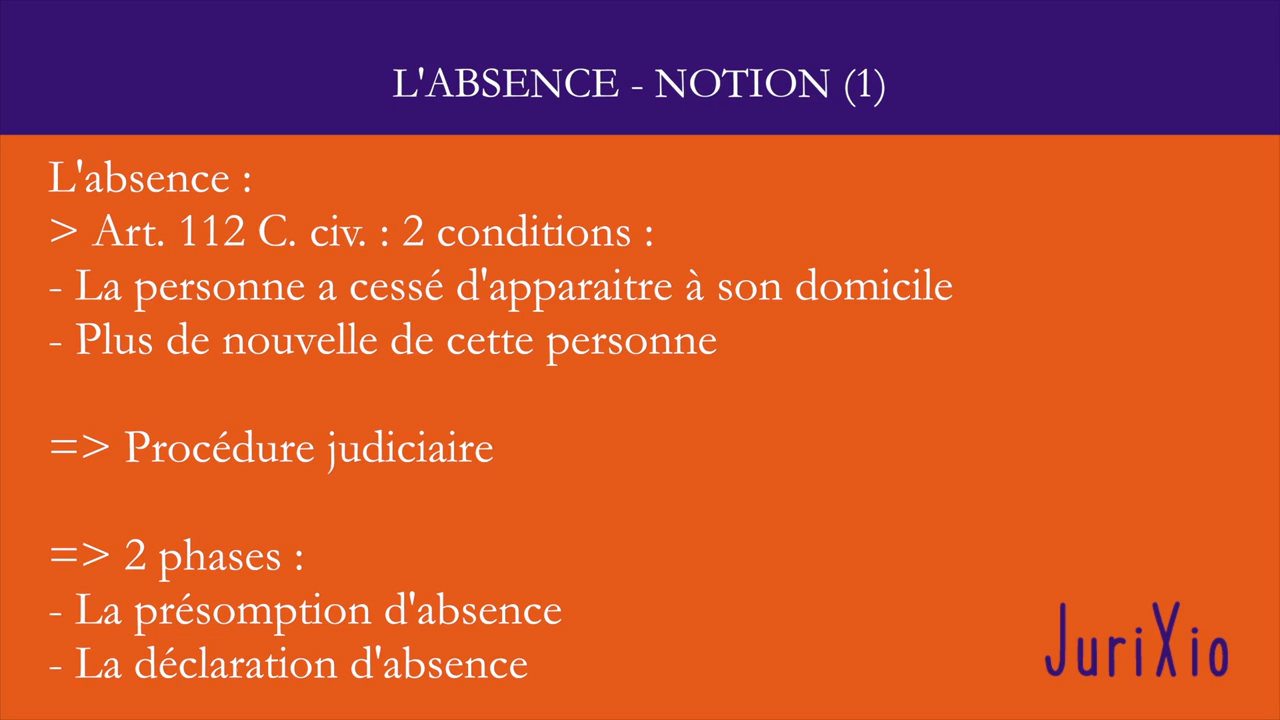 L'ABSENCE - NOTION (1)
L'absence :
> Art. 112 C. civ. : 2 conditions :
- La personne a cessé d'apparaitre à son domicile
- Plus de nouvelle de cette personne
=> Procédure judiciaire
=> 2 phases :
- La présomption d'absence
- La déclaration d'absence
JuriXio